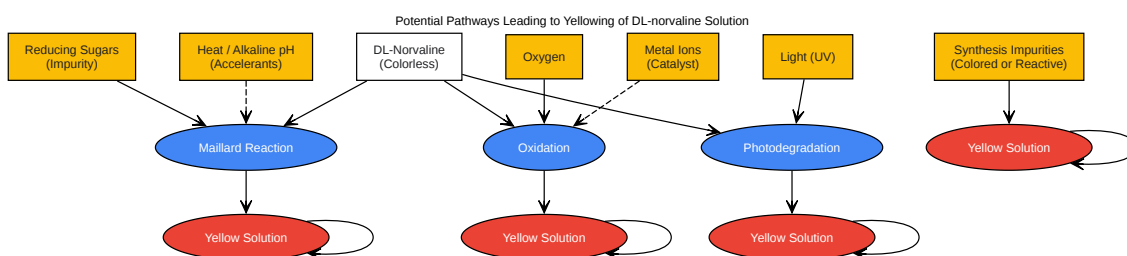 Potential Pathways Leading to Yellowing of DL-norvaline Solution
Reducing Sugars
(Impurity)
Heat / Alkaline pH
(Accelerants)
DL-Norvaline
(Colorless)
Oxygen
Metal Ions
(Catalyst)
Light (UV)
Synthesis Impurities
(Colored or Reactive)
Maillard Reaction
Oxidation
Photodegradation
Yellow Solution
Yellow Solution
Yellow Solution
Yellow Solution